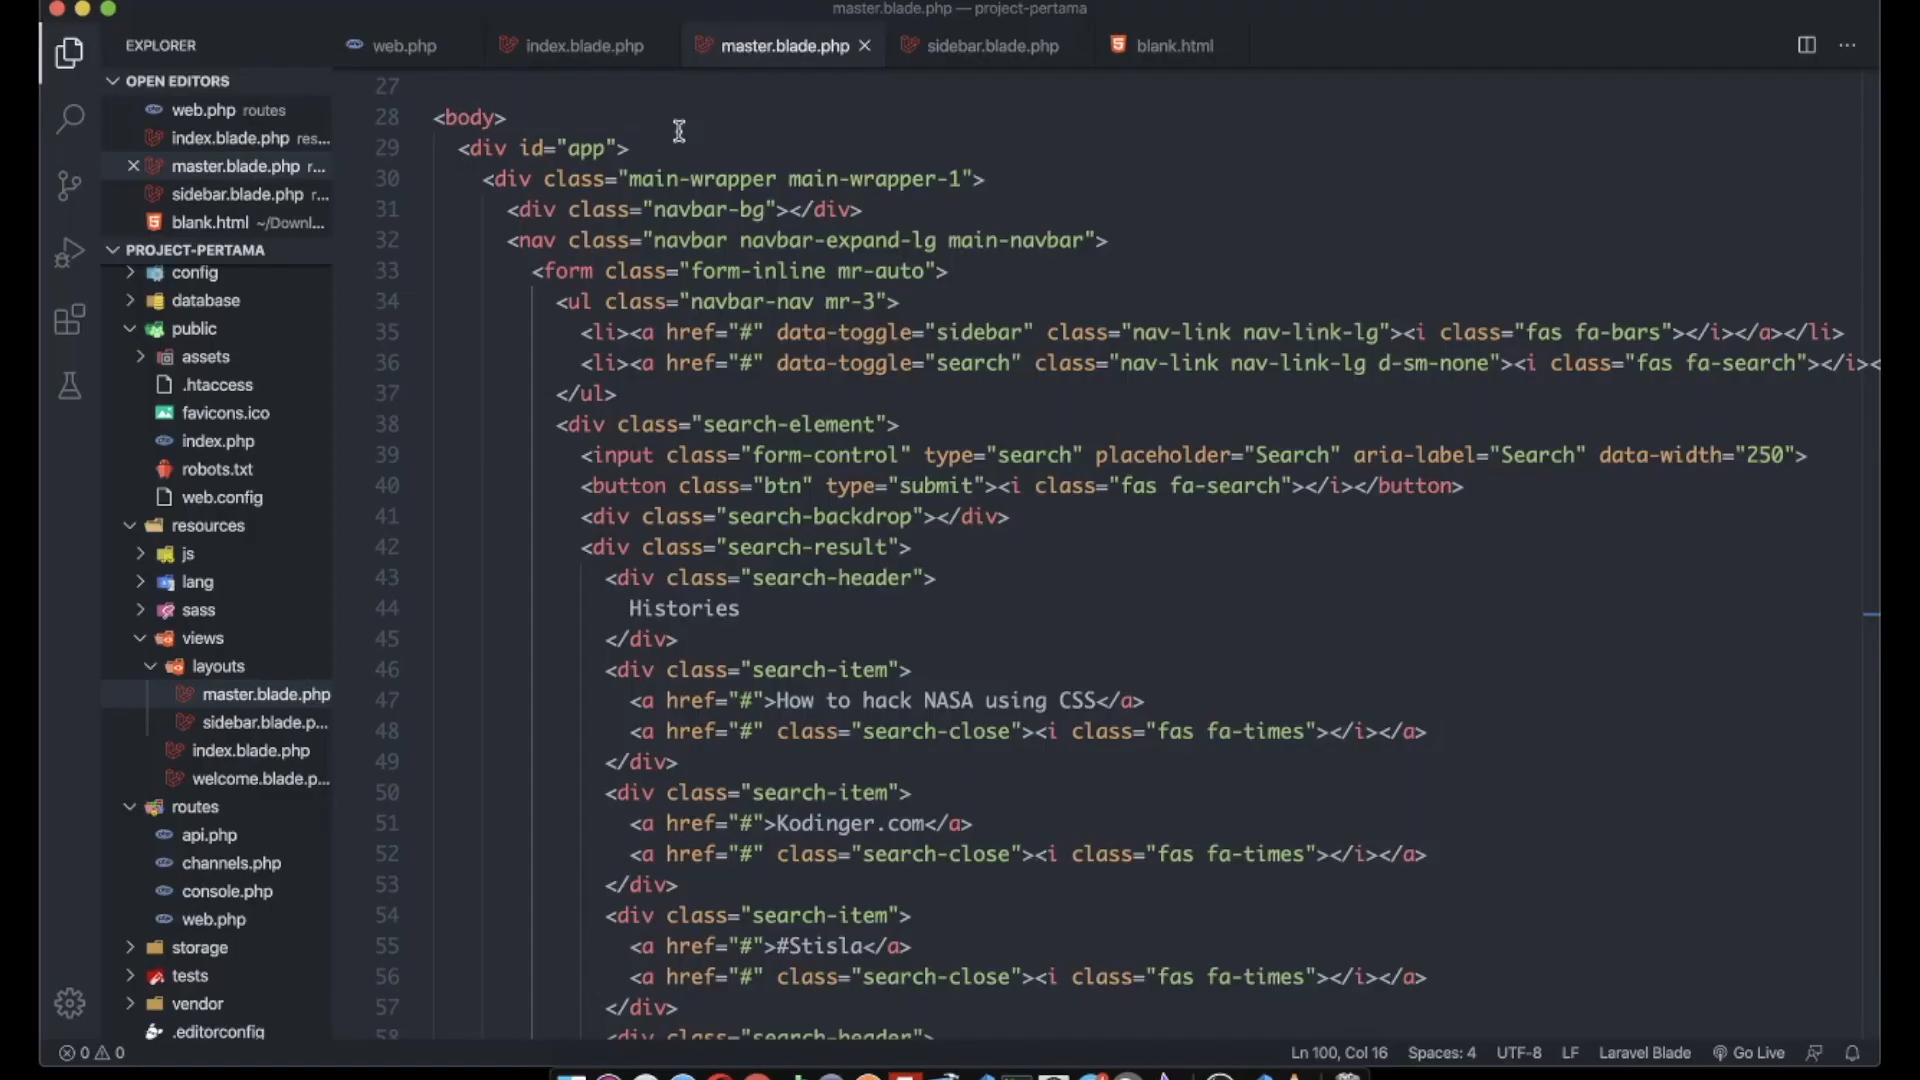 master.blade.php — project-pertama
EXPLORER
web.php
index.blade.php
master.blade.php
sidebar.blade.php
blank.html
OPEN EDITORS
web.php routes
index.blade.php res...
master.blade.php r...
sidebar.blade.php r...
blank.html ~/Downl...
PROJECT-PERTAMA
config
database
public
assets
.htaccess
favicons.ico
index.php
robots.txt
web.config
resources
js
lang
sass
views
layouts
master.blade.php
sidebar.blade.p...
index.blade.php
welcome.blade.p...
routes
api.php
channels.php
console.php
web.php
storage
tests
vendor
.editorconfig
27
28 <body>
29 <div id="app">
30 <div class="main-wrapper main-wrapper-1">
31 <div class="navbar-bg"></div>
32 <nav class="navbar navbar-expand-lg main-navbar">
33 <form class="form-inline mr-auto">
34 <ul class="navbar-nav mr-3">
35 <li><a href="#" data-toggle="sidebar" class="nav-link nav-link-lg"><i class="fas fa-bars"></i></a></li>
36 <li><a href="#" data-toggle="search" class="nav-link nav-link-lg d-sm-none"><i class="fas fa-search"></i><
37 </ul>
38 <div class="search-element">
39 <input class="form-control" type="search" placeholder="Search" aria-label="Search" data-width="250">
40 <button class="btn" type="submit"><i class="fas fa-search"></i></button>
41 <div class="search-backdrop"></div>
42 <div class="search-result">
43 <div class="search-header">
44 Histories
45 </div>
46 <div class="search-item">
47 <a href="#">How to hack NASA using CSS</a>
48 <a href="#" class="search-close"><i class="fas fa-times"></i></a>
49 </div>
50 <div class="search-item">
51 <a href="#">Kodinger.com</a>
52 <a href="#" class="search-close"><i class="fas fa-times"></i></a>
53 </div>
54 <div class="search-item">
55 <a href="#">#Stisla</a>
56 <a href="#" class="search-close"><i class="fas fa-times"></i></a>
57 </div>
58 <div class="search-header">
0 0
Ln 100, Col 16
Spaces: 4
UTF-8
LF
Laravel Blade
Go Live